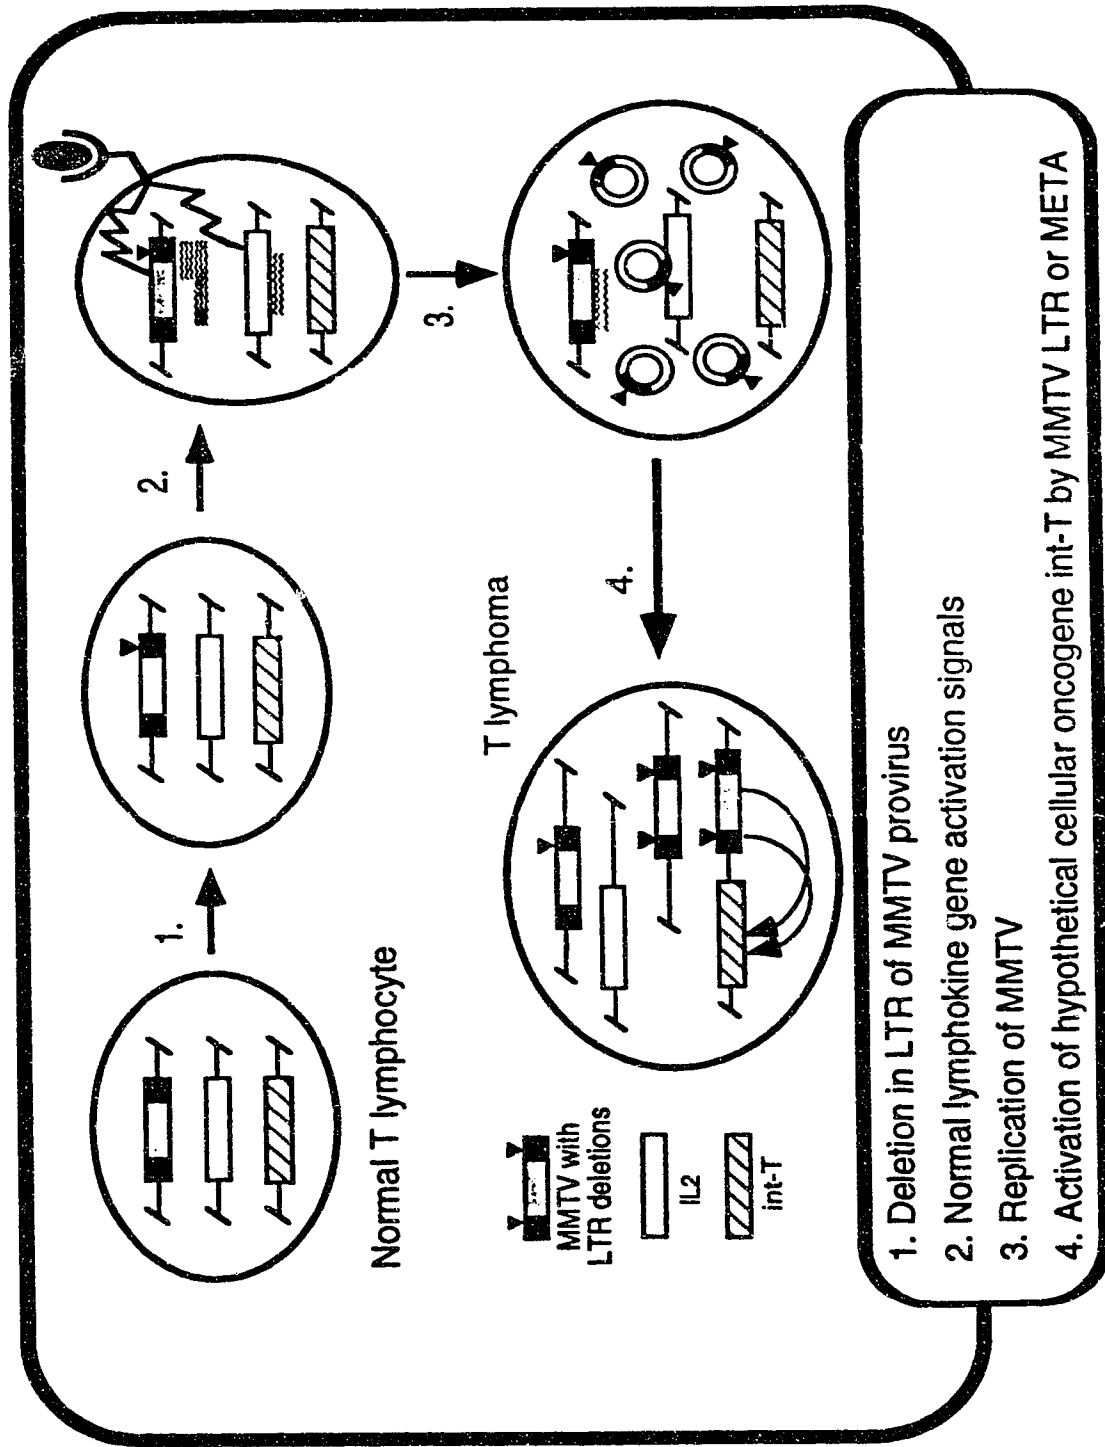 1.
2.
3.
4.
Normal T lymphocyte
T lymphoma
MMTV with
LTR deletions
IL2
int-T
1. Deletion in LTR of MMTV provirus
2. Normal lymphokine gene activation signals
3. Replication of MMTV
4. Activation of hypothetical cellular oncogene int-T by MMTV LTR or META